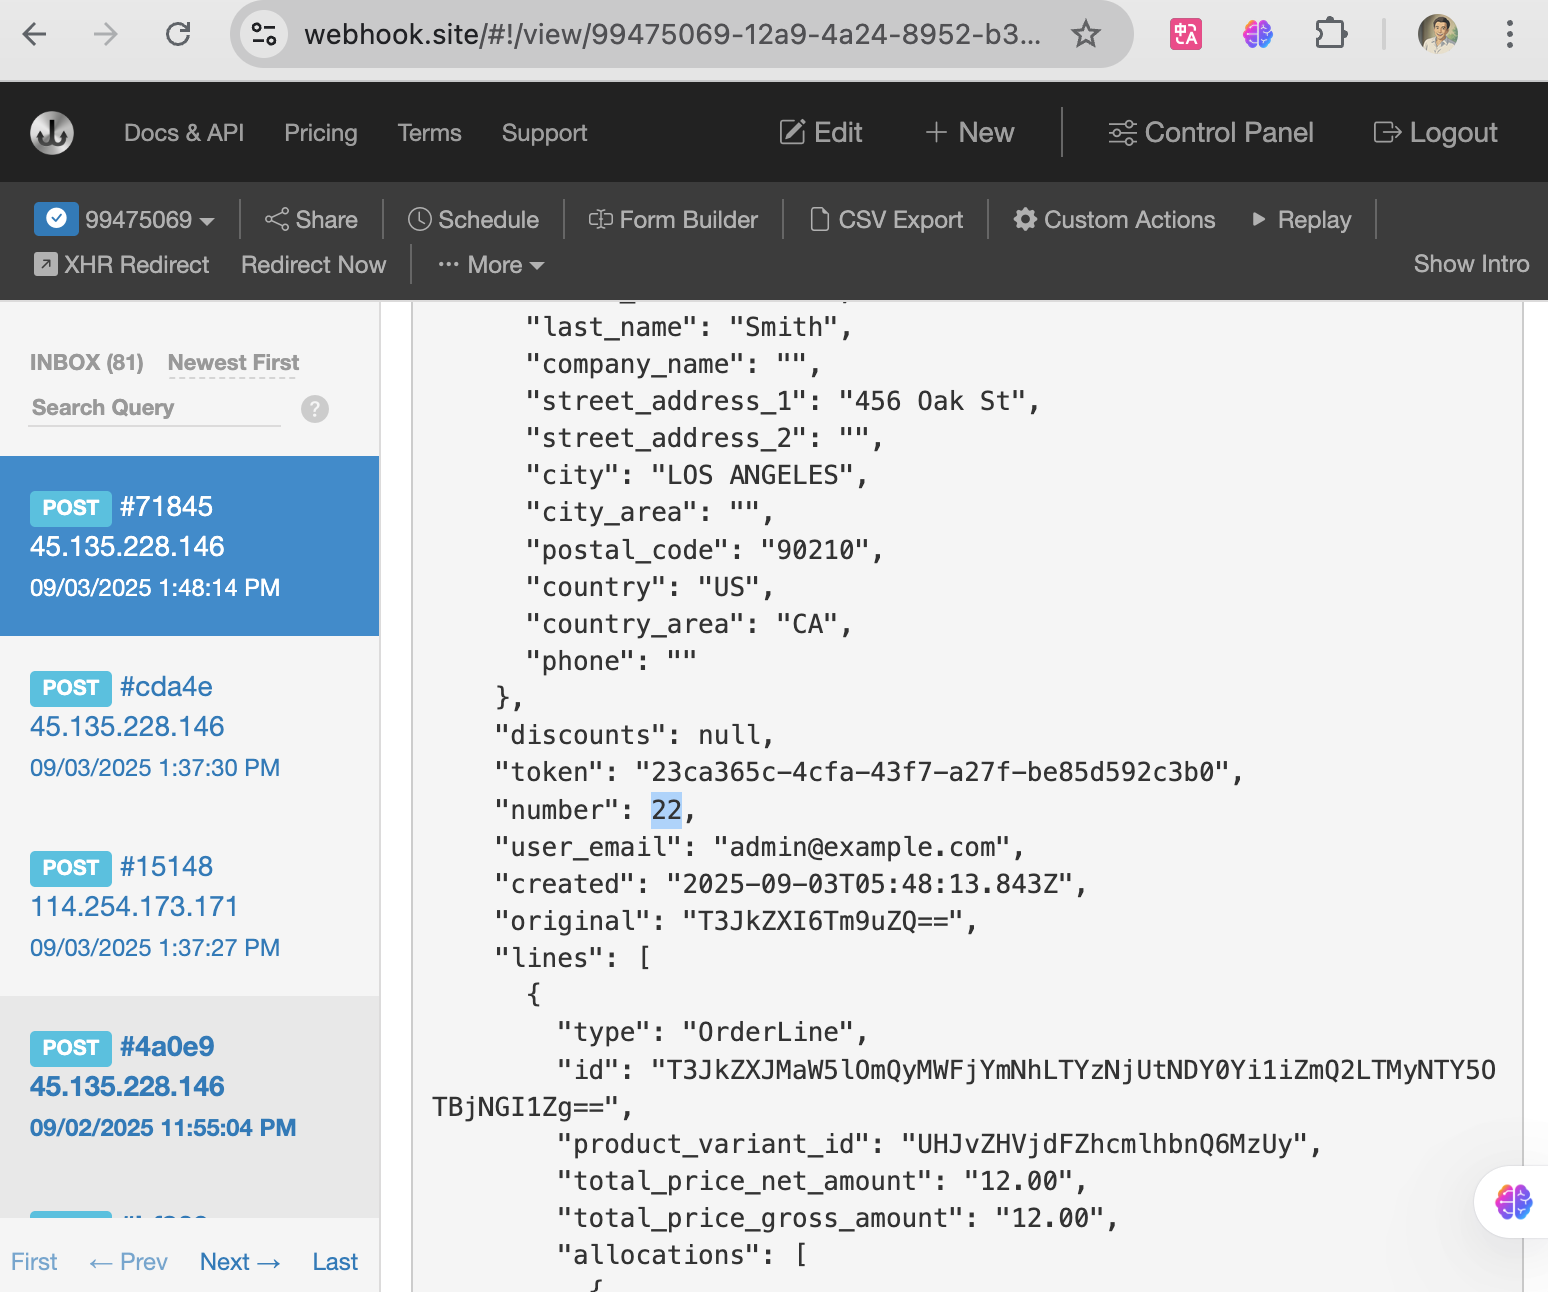 webhook.site/#!/view/99475069-12a9-4a24-8952-b3...
Docs & API Pricing Terms Support Edit + New Control Panel Logout
99475069 Share Schedule Form Builder CSV Export Custom Actions Replay
XHR Redirect Redirect Now ··· More Show Intro
INBOX (81) Newest First
Search Query ?
POST #71845
45.135.228.146
09/03/2025 1:48:14 PM
POST #cda4e
45.135.228.146
09/03/2025 1:37:30 PM
POST #15148
114.254.173.171
09/03/2025 1:37:27 PM
POST #4a0e9
45.135.228.146
09/02/2025 11:55:04 PM
First ← Prev Next → Last
"last_name": "Smith",
"company_name": "",
"street_address_1": "456 Oak St",
"street_address_2": "",
"city": "LOS ANGELES",
"city_area": "",
"postal_code": "90210",
"country": "US",
"country_area": "CA",
"phone": ""
},
"discounts": null,
"token": "23ca365c-4cfa-43f7-a27f-be85d592c3b0",
"number": 22,
"user_email": "admin@example.com",
"created": "2025-09-03T05:48:13.843Z",
"original": "T3JkZXI6Tm9uZQ==",
"lines": [
{
"type": "OrderLine",
"id": "T3JkZXJMaW5lOmQyMWFjYmNhLTYzNjUtNDY0Yi1iZmQ2LTMyNTY5O
TBjNGI1Zg==",
"product_variant_id": "UHJvZHVjdFZhcmlhbnQ6MzUy",
"total_price_net_amount": "12.00",
"total_price_gross_amount": "12.00",
"allocations": [
{